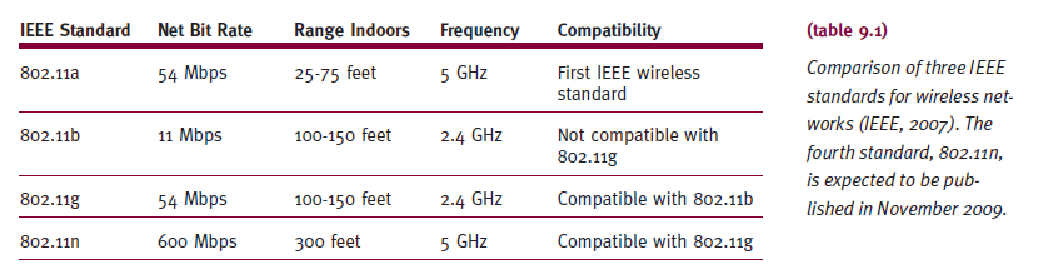 IEEE Standard Net Bit Rate Range Indoors Frequency Compatibility
802.11a 54 Mbps 25-75 feet 5 GHz First IEEE wireless
standard
802.11b 11 Mbps 100-150 feet 2.4 GHz Not compatible with
802.11g
802.11g 54 Mbps 100-150 feet 2.4 GHz Compatible with 802.11b
802.11n 600 Mbps 300 feet 5 GHz Compatible with 802.11g
(table 9.1)
Comparison of three IEEE
standards for wireless net-
works (IEEE, 2007). The
fourth standard, 802.11n,
is expected to be pub-
lished in November 2009.